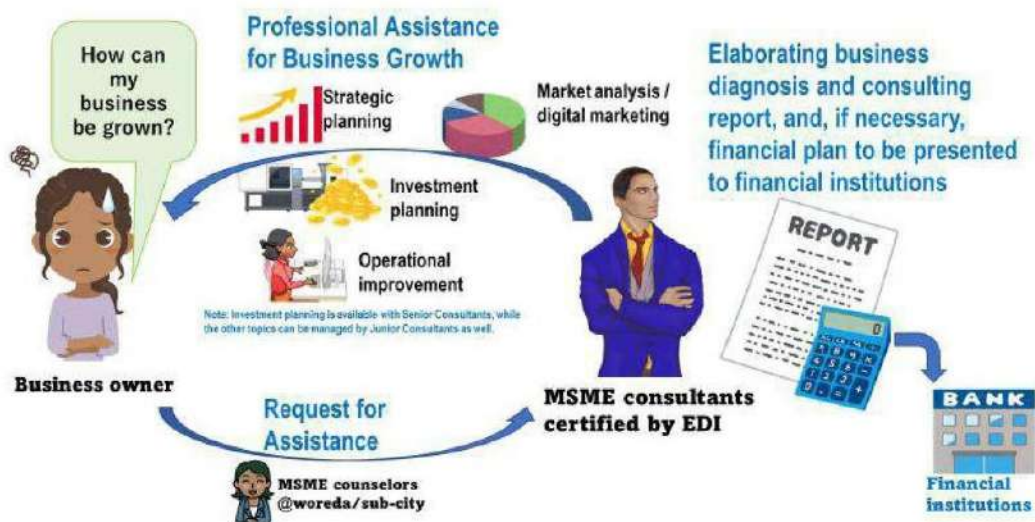 How can
my
business
be grown?
Professional Assistance
for Business Growth
Strategic
planning
Market analysis /
digital marketing
Investment
planning
Operational
improvement
Note: Investment planning is available with Senior Consultants, while
the other topics can be managed by Junior Consultants as well.
Elaborating business
diagnosis and consulting
report, and, if necessary,
financial plan to be presented
to financial institutions
REPORT
0
Business owner
MSME consultants
certified by EDI
Request for
Assistance
MSME counselors
@woreda/sub-city
BANK
Financial
institutions